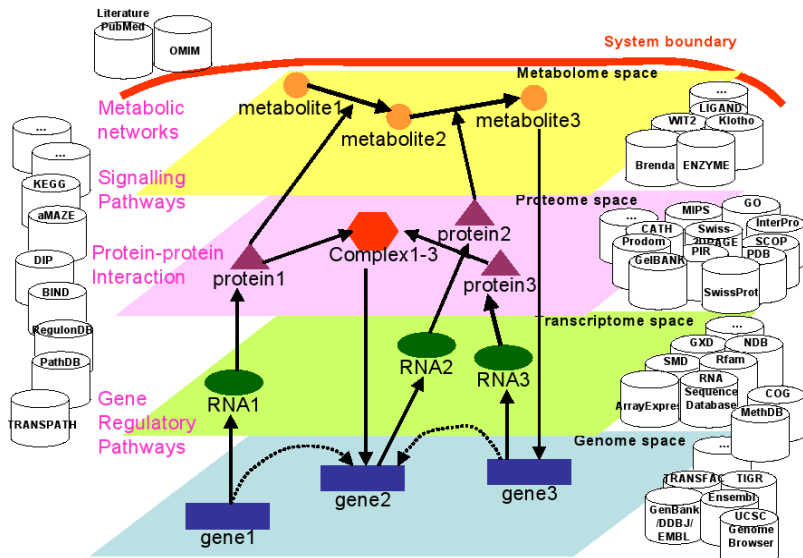 Literature
PubMed
OMIM
System boundary
Metabolome space
Metabolic
networks
metabolite1
metabolite2
metabolite3
...
LIGAND
WIT2
Klotho
Brenda
ENZYME
...
...
KEGG
aMAZE
DIP
BIND
RegulonDB
PathDB
TRANSPATH
Signalling
Pathways
Proteome space
protein2
Protein-protein
Interaction
protein1
Complex1-3
protein3
...
MIPS
GO
CATH
Swiss-
2DPAGE
InterPro
Prodom
PIR
SCOP
PDB
GelBANK
SwissProt
Transcriptome space
RNA1
RNA2
RNA3
...
GXD
NDB
SMD
Rfam
ArrayExpres
RNA
Sequence
Database
COG
MethDB
Gene
Regulatory
Pathways
Genome space
gene1
gene2
gene3
...
TRANSFAC
TIGR
GenBank
/DDBJ/
EMBL
Ensembl
UCSC
Genome
Browser